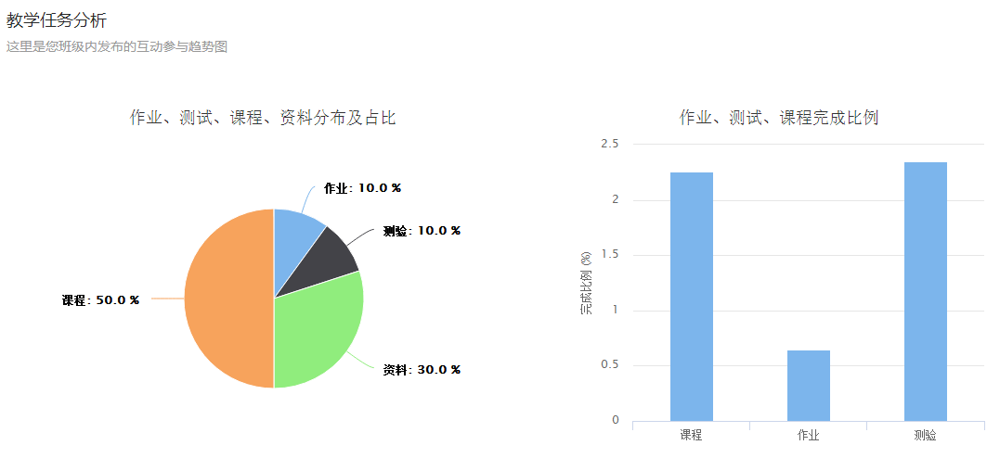 教学任务分析
这里是您班级内发布的互动参与趋势图
作业、测试、课程、资料分布及占比
作业: 10.0 %
测验: 10.0 %
课程: 50.0 %
资料: 30.0 %
作业、测试、课程完成比例
完成比例 (%)
2.5
2
1.5
1
0.5
0
课程
作业
测验